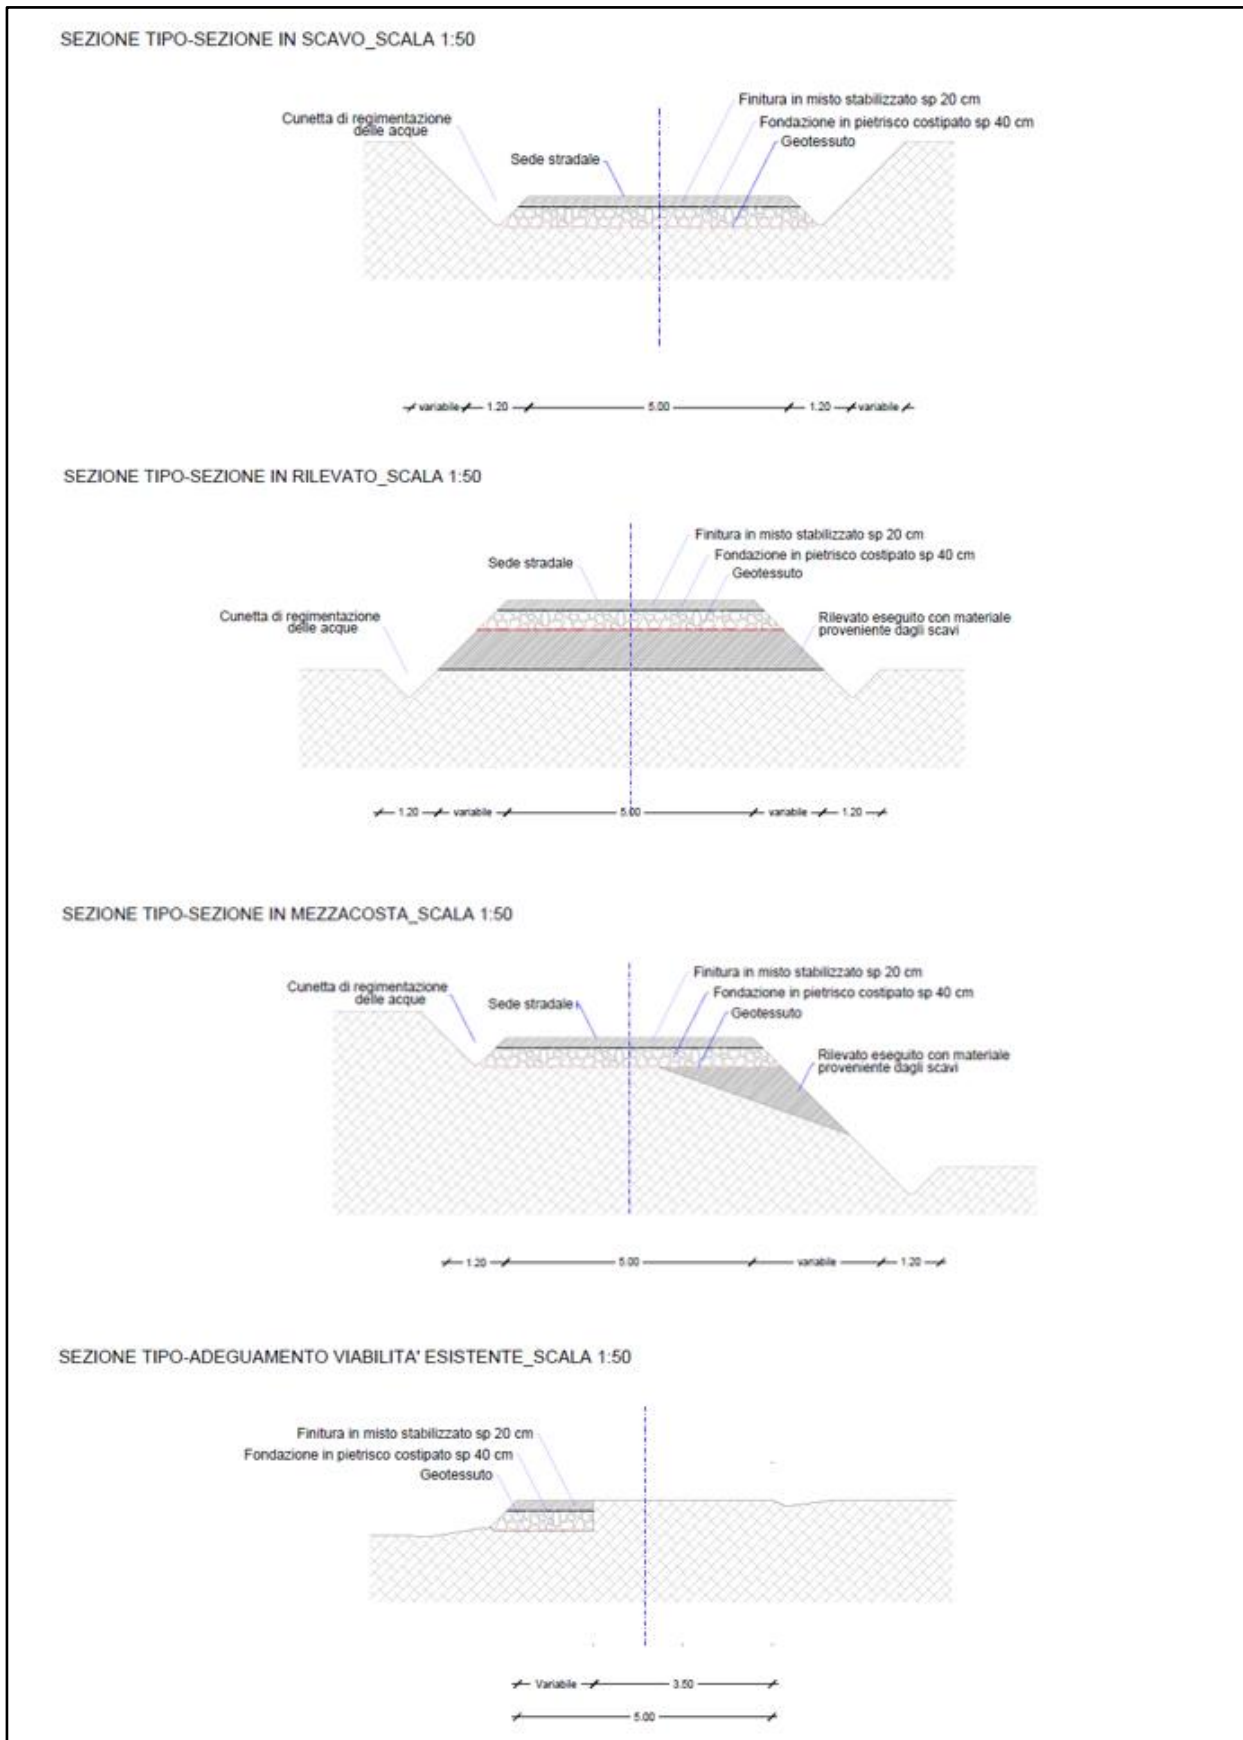 SEZIONE TIPO-SEZIONE IN SCAVO_SCALA 1:50
Finitura in misto stabilizzato sp 20 cm
Cunetta di regimentazione
delle acque
Fondazione in pietrisco costipato sp 40 cm
Geotessuto
Sede stradale
variabile 1.20 5.00 1.20 variabile
SEZIONE TIPO-SEZIONE IN RILEVATO_SCALA 1:50
Finitura in misto stabilizzato sp 20 cm
Fondazione in pietrisco costipato sp 40 cm
Sede stradale
Geotessuto
Cunetta di regimentazione
delle acque
Rilevato eseguito con materiale
proveniente dagli scavi
1.20 variabile 5.00 variabile 1.20
SEZIONE TIPO-SEZIONE IN MEZZACOSTA_SCALA 1:50
Finitura in misto stabilizzato sp 20 cm
Cunetta di regimentazione
delle acque
Fondazione in pietrisco costipato sp 40 cm
Sede stradale
Geotessuto
Rilevato eseguito con materiale
proveniente dagli scavi
1.20 5.00 variabile 1.20
SEZIONE TIPO-ADEGUAMENTO VIABILITA' ESISTENTE_SCALA 1:50
Finitura in misto stabilizzato sp 20 cm
Fondazione in pietrisco costipato sp 40 cm
Geotessuto
Variabile 3.50
5.00